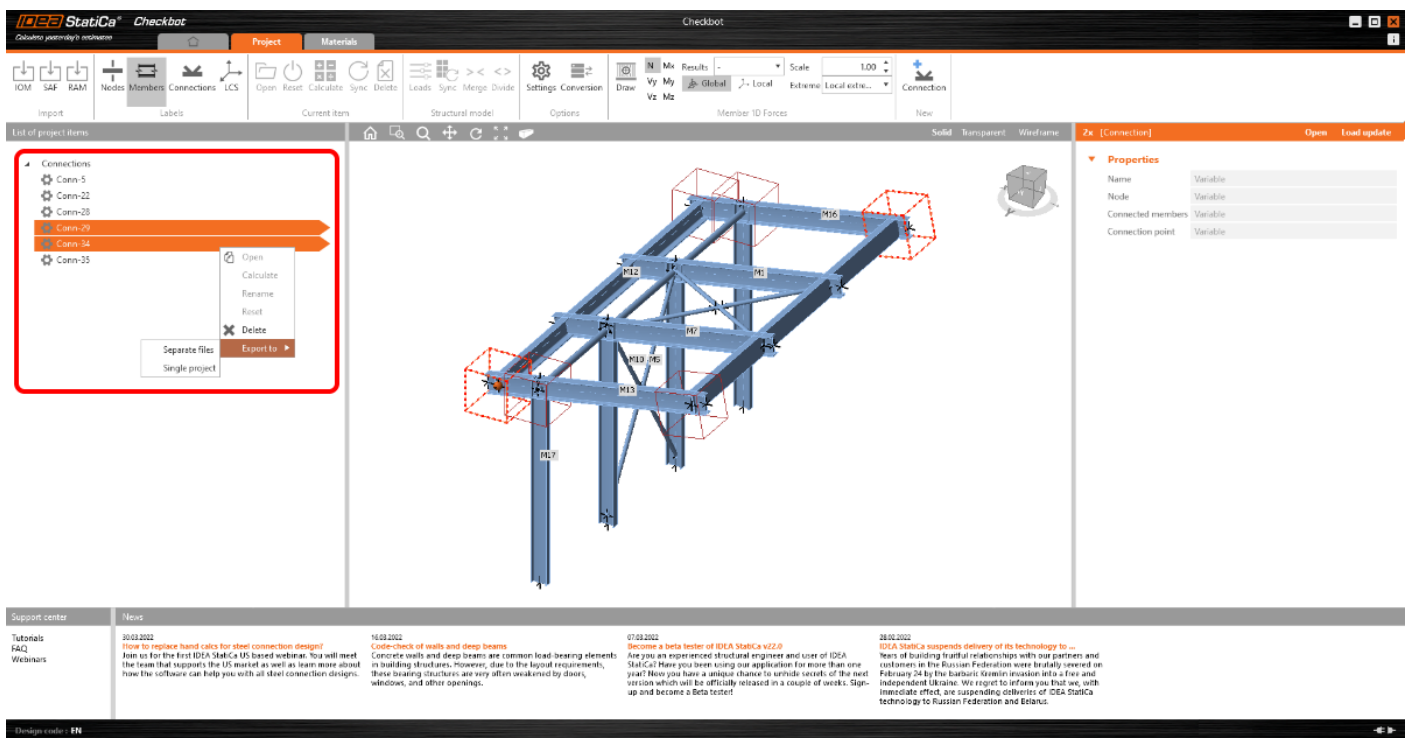 IDEA StatiCa® Checkbot
Calculate yesterday's estimates
Checkbot
Project Materials
IOM SAF RAM
Import
Nodes Members Connections LCS
Labels
Open Reset Calculate Sync Delete
Current item
Loads Sync Merge Divide
Structural model
Settings Conversion
Options
Draw
N Mx Results - Scale 1.00
Vy My Global Local Extreme Local extre...
Vz Mz
Member 1D Forces
Connection
New
List of project items
Solid Transparent Wireframe
2x [Connection] Open Load update
Connections
Conn-5
Conn-22
Conn-28
Conn-29
Conn-34
Conn-35
Open
Calculate
Rename
Reset
Delete
Export to
Separate files
Single project
M16
M12
M1
M7
M10
M5
M13
M17
Properties
Name Variable
Node Variable
Connected members Variable
Connection point Variable
Support center
Tutorials
FAQ
Webinars
News
30.03.2022
How to replace hand calcs for steel connection design?
Join us for the first IDEA StatiCa US based webinar. You will meet
the team that supports the US market as well as learn more about
how the software can help you with all steel connection designs.
16.03.2022
Code-check of walls and deep beams
Concrete walls and deep beams are common load-bearing elements
in building structures. However, due to the layout requirements,
these bearing structures are very often weakened by doors,
windows, and other openings.
07.03.2022
Become a beta tester of IDEA StatiCa v22.0
Are you an experienced structural engineer and user of IDEA
StatiCa? Have you been using our application for more than one
year? Now you have a unique chance to unhide secrets of the next
version which will be officially released in a couple of weeks. Sign-
up and become a Beta tester!
28.02.2022
IDEA StatiCa suspends delivery of its technology to ...
Years of building fruitful relationships with our partners and
customers in the Russian Federation were brutally severed on
February 24 by the barbaric Kremlin invasion into a free and
independent Ukraine. We regret to inform you that we, with
immediate effect, are suspending deliveries of IDEA StatiCa
technology to Russian Federation and Belarus.
Design code : EN